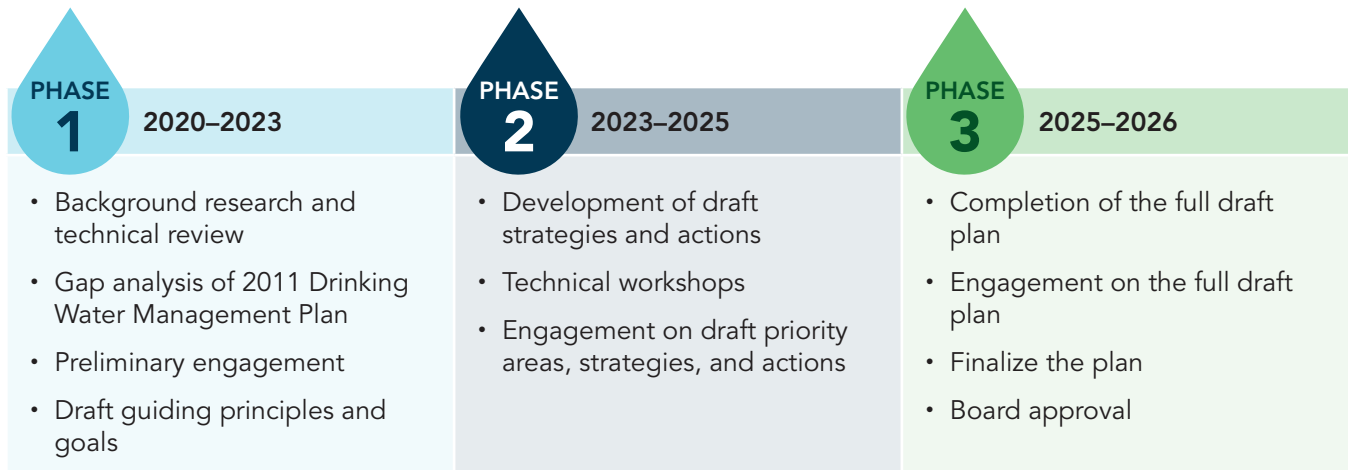 PHASE
1
2020–2023
• Background research and
technical review
• Gap analysis of 2011 Drinking
Water Management Plan
• Preliminary engagement
• Draft guiding principles and
goals
PHASE
2
2023–2025
• Development of draft
strategies and actions
• Technical workshops
• Engagement on draft priority
areas, strategies, and actions
PHASE
3
2025–2026
• Completion of the full draft
plan
• Engagement on the full draft
plan
• Finalize the plan
• Board approval